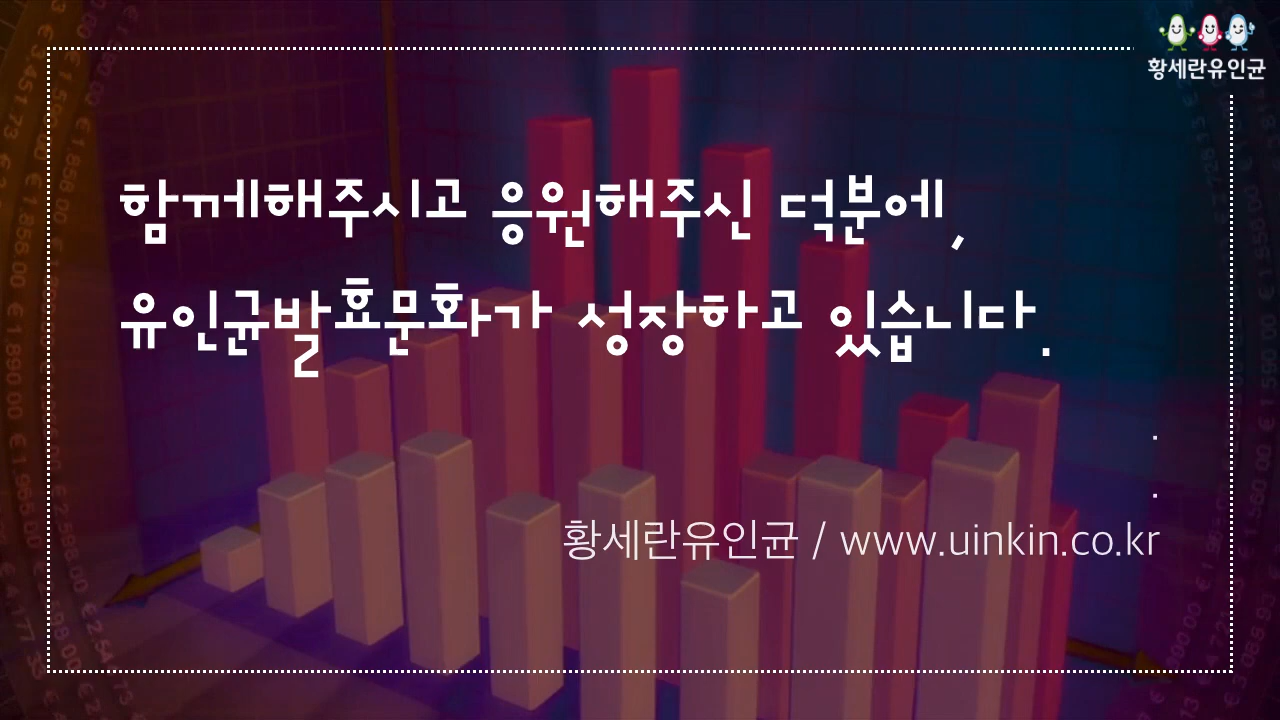 황세란유인균
함께해주시고 응원해주신 덕분에,
유인균발효문화가 성장하고 있습니다.
.
.
황세란유인균 / www.uinkin.co.kr